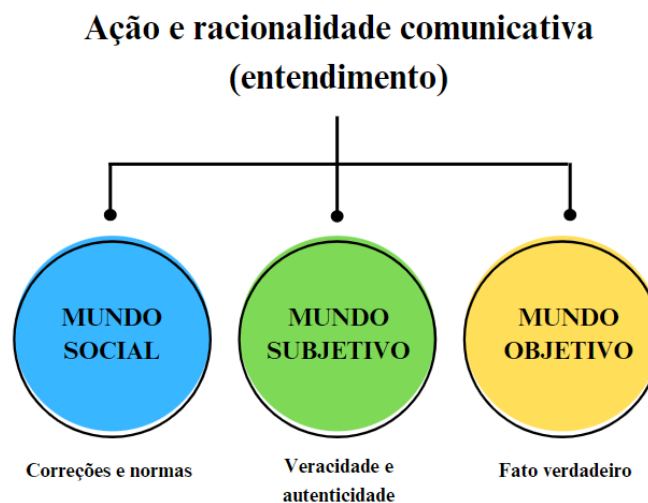 Ação e racionalidade comunicativa
(entendimento)
MUNDO
SOCIAL
MUNDO
SUBJETIVO
MUNDO
OBJETIVO
Correções e normas
Veracidade e
autenticidade
Fato verdadeiro